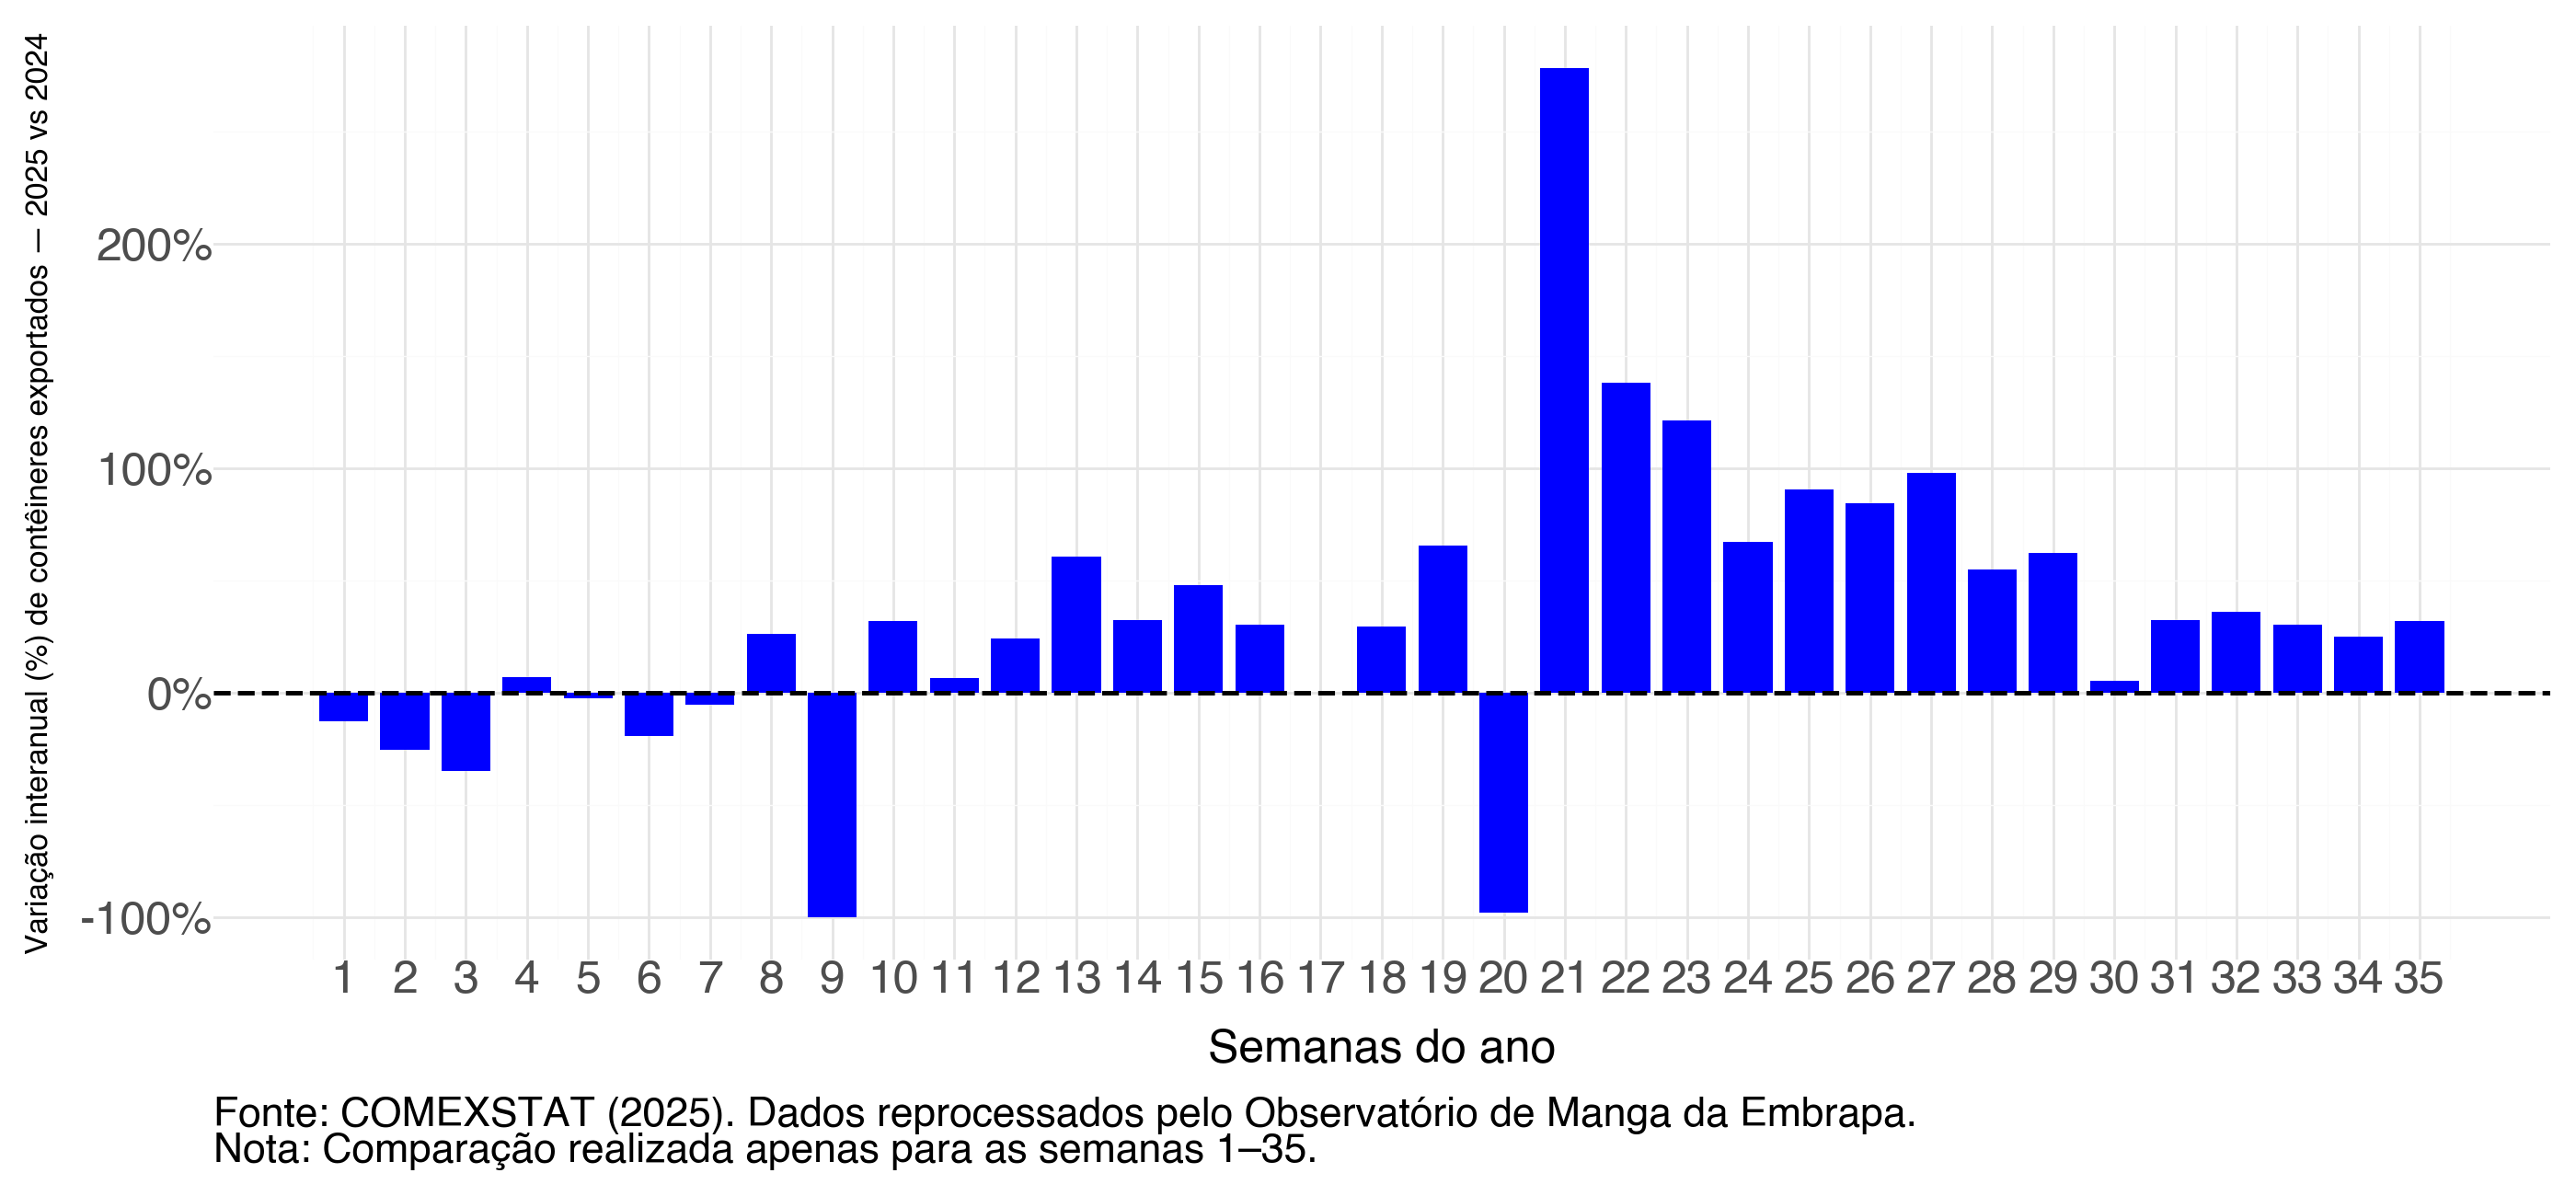 Variação interanual (%) de contêineres exportados — 2025 vs 2024
200%
100%
0%
-100%
1 2 3 4 5 6 7 8 9 10 11 12 13 14 15 16 17 18 19 20 21 22 23 24 25 26 27 28 29 30 31 32 33 34 35
Semanas do ano
Fonte: COMEXSTAT (2025). Dados reprocessados pelo Observatório de Manga da Embrapa.
Nota: Comparação realizada apenas para as semanas 1–35.